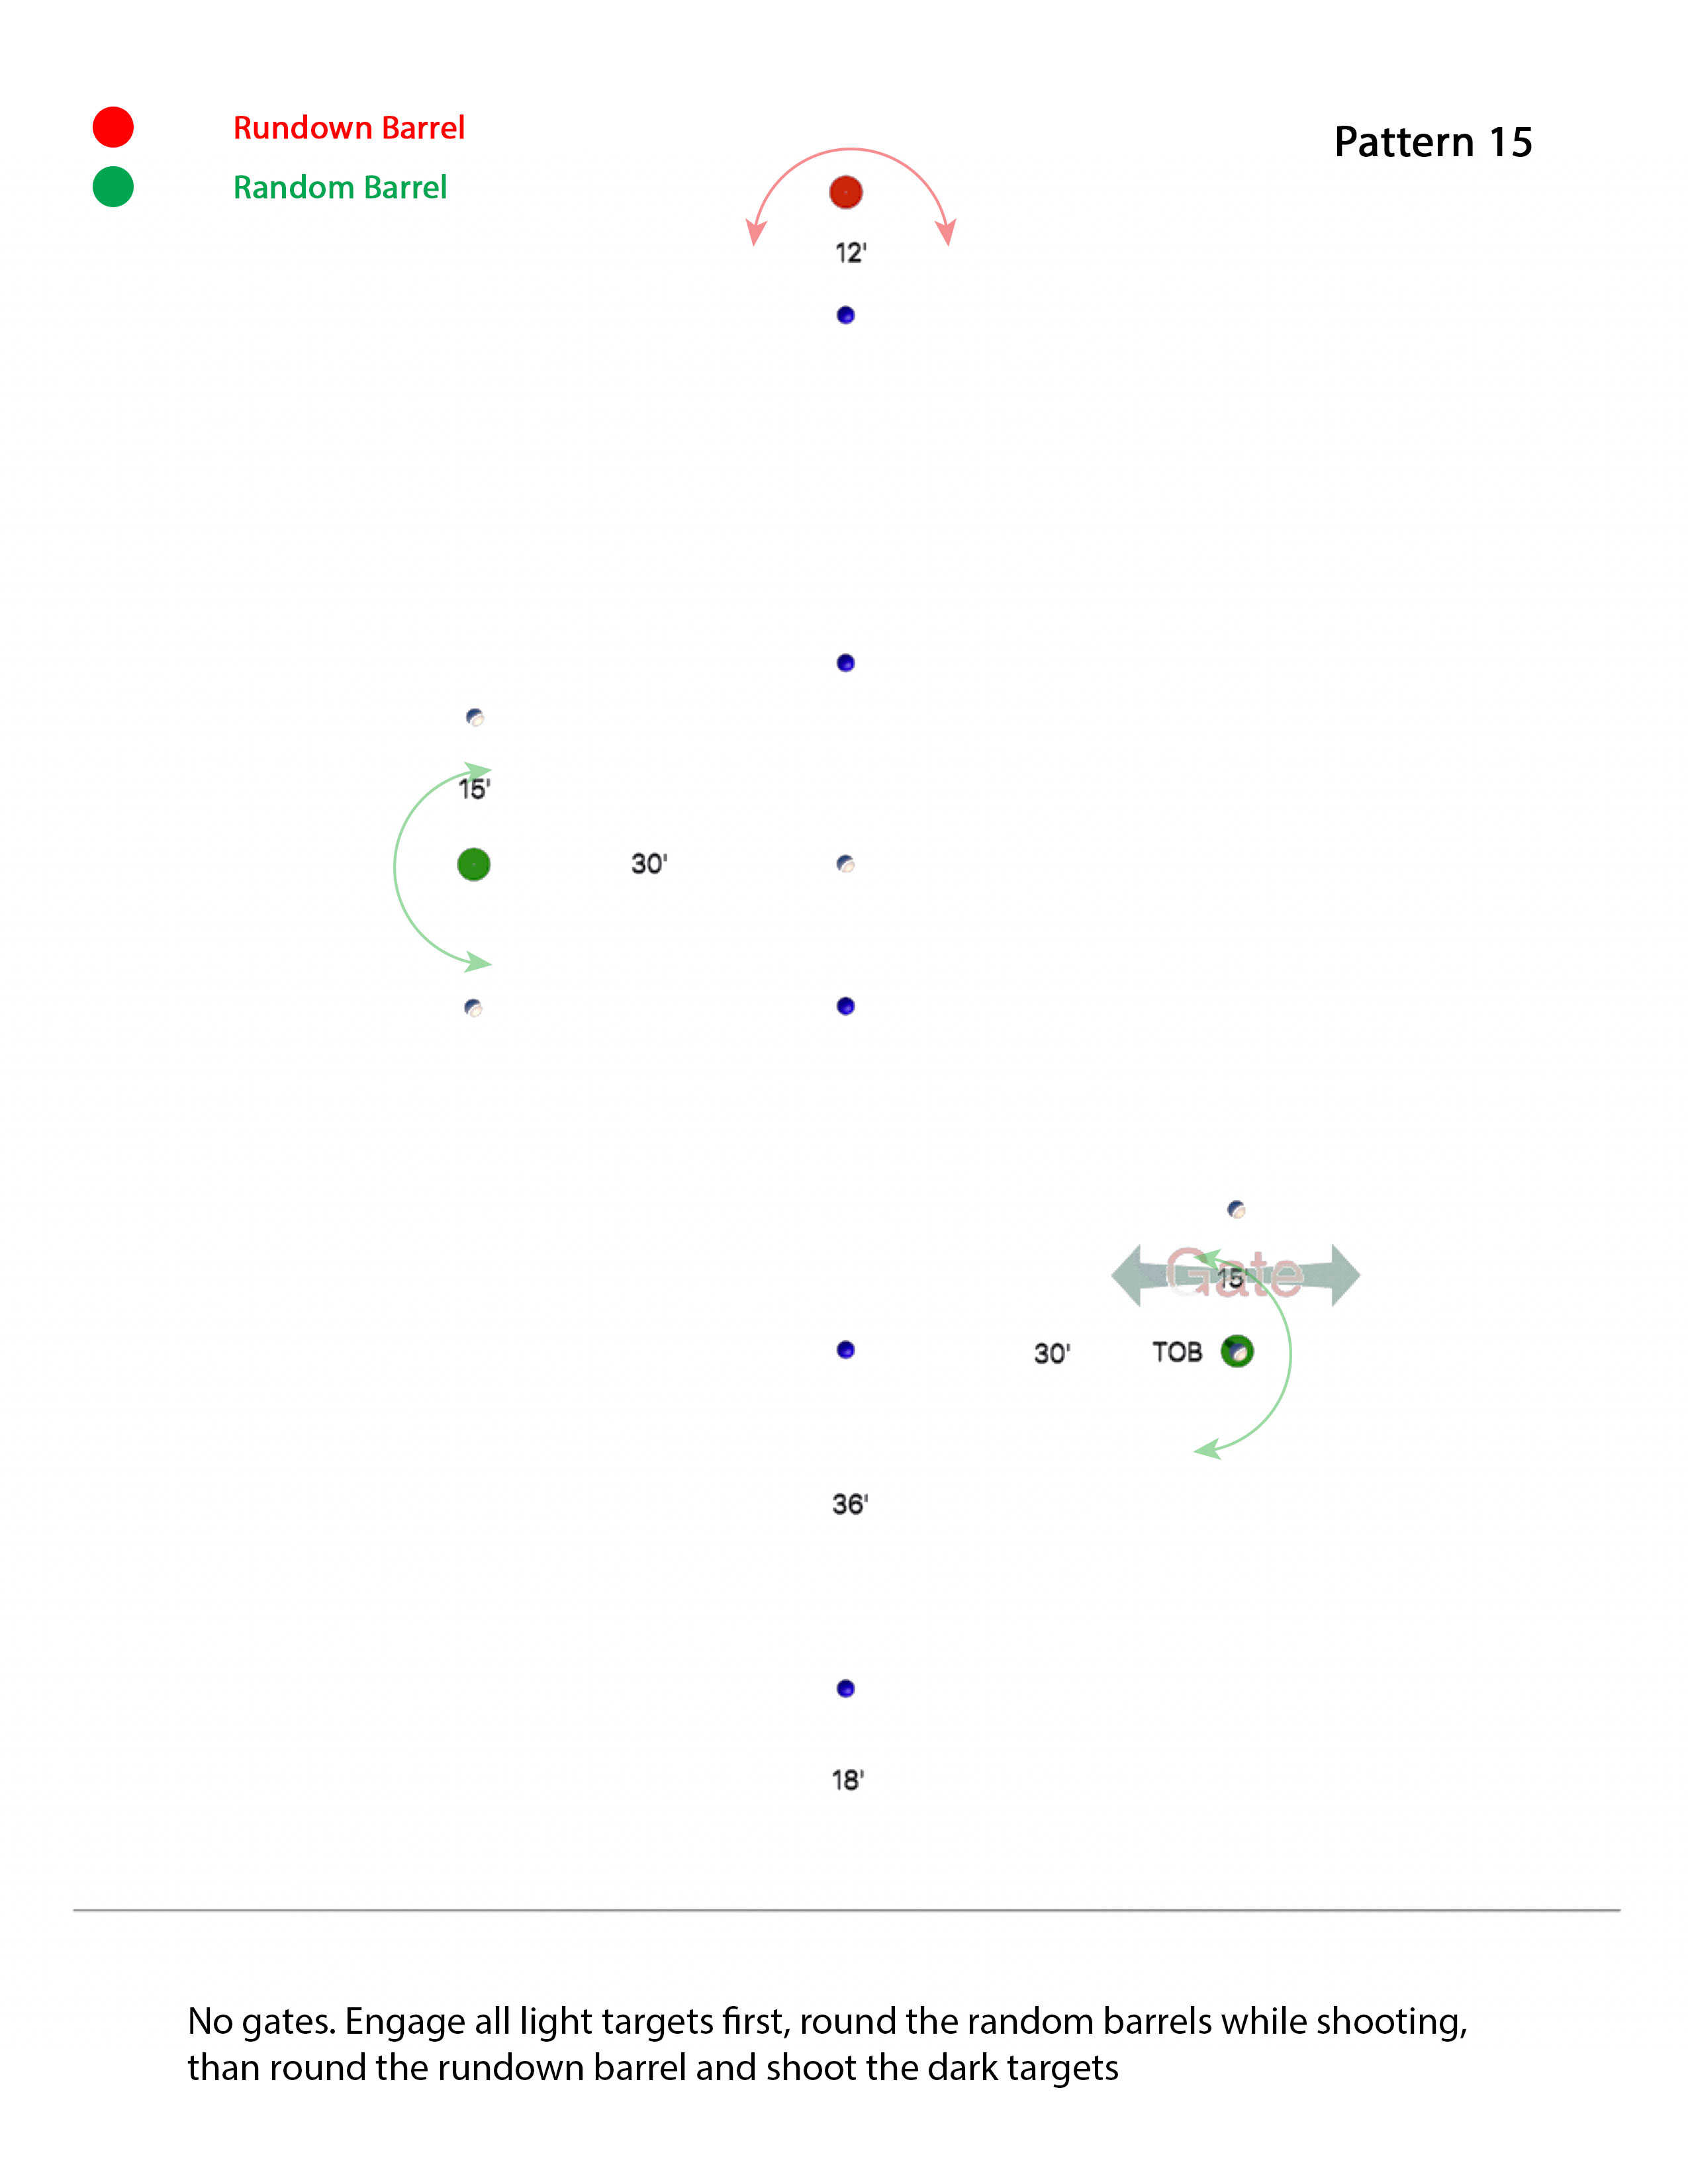 Rundown Barrel
Pattern 15
Random Barrel
12'
15'
30'
Gate
15'
30'
TOB
36'
18'
No gates. Engage all light targets first, round the random barrels while shooting,
than round the rundown barrel and shoot the dark targets